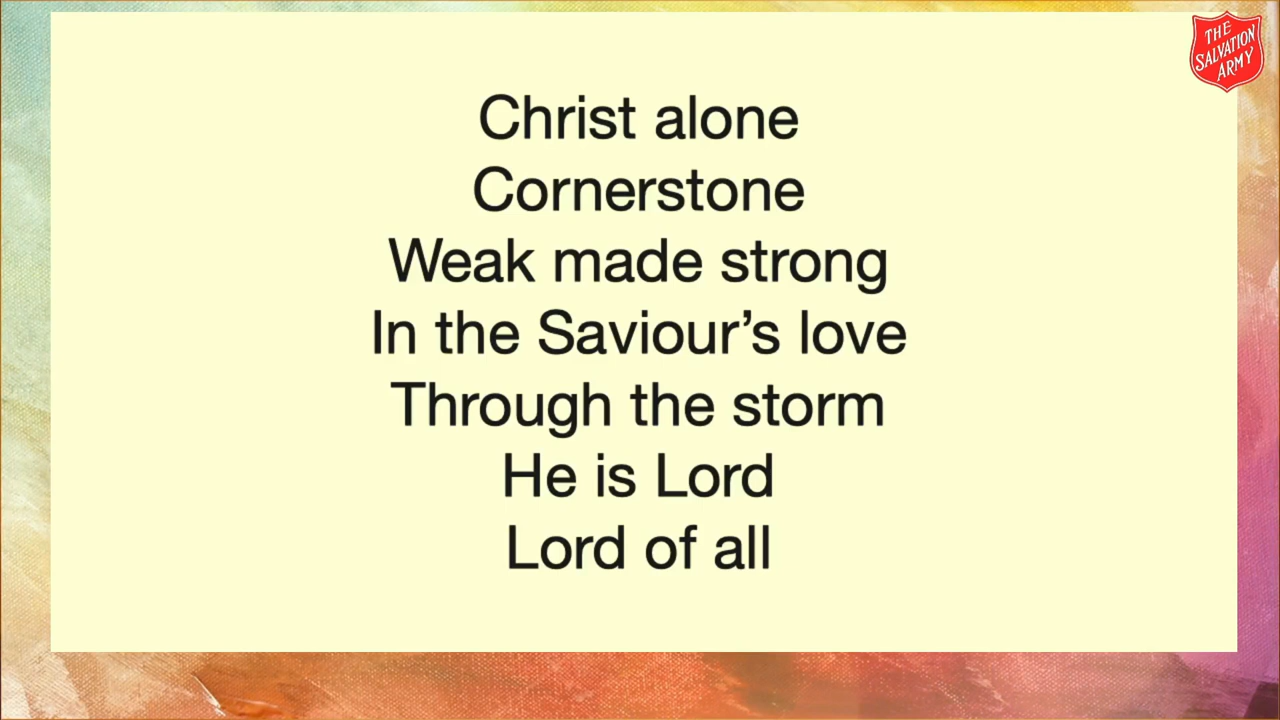 THE
SALVATION
ARMY
Christ alone
Cornerstone
Weak made strong
In the Saviour’s love
Through the storm
He is Lord
Lord of all